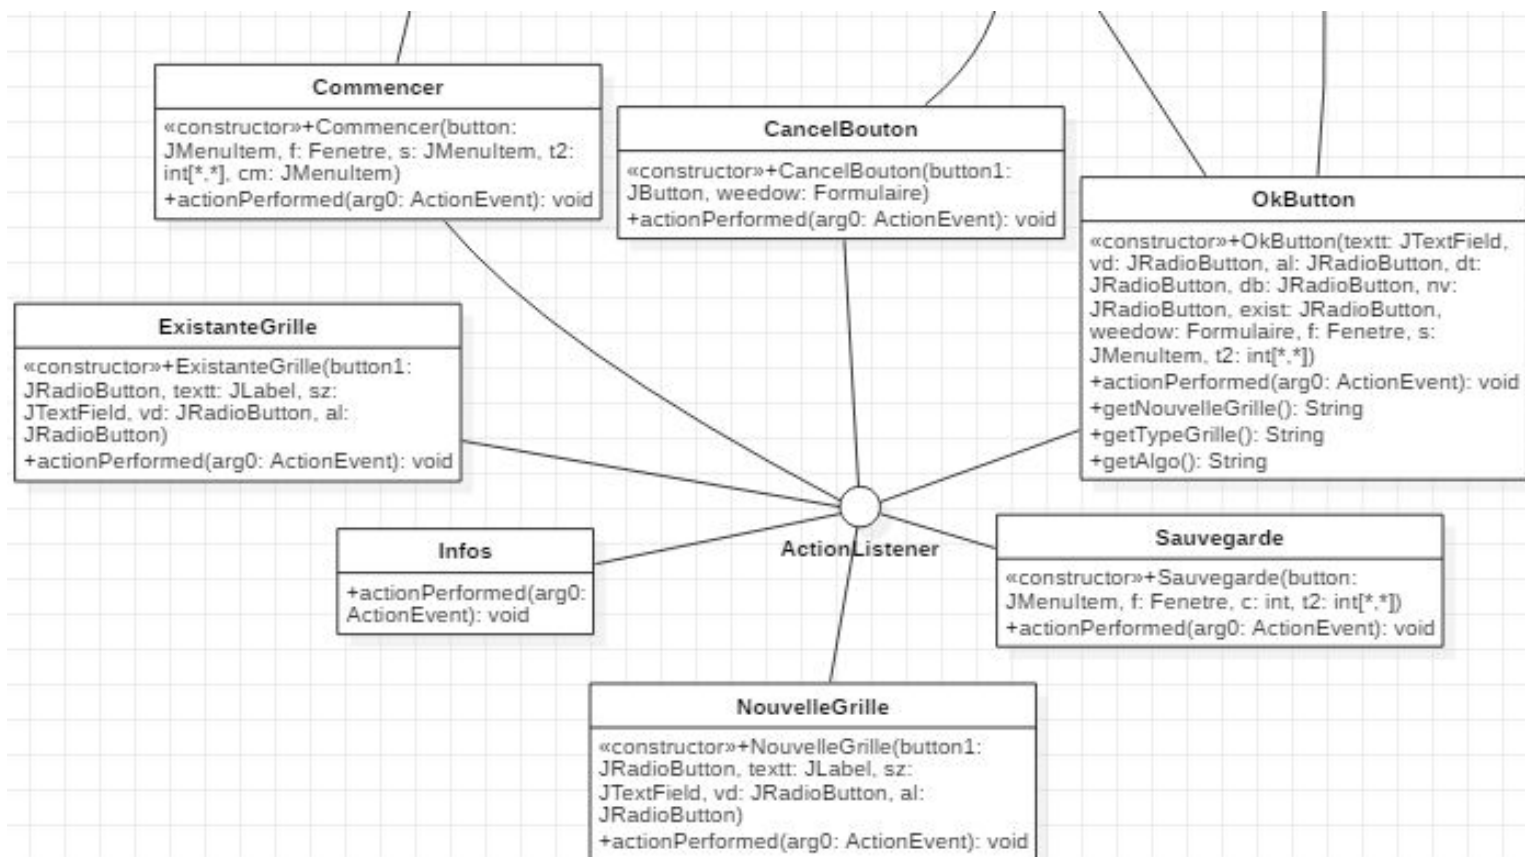 Commencer
«constructor»+Commencer(button:
JMenuItem, f: Fenetre, s: JMenuItem, t2:
int[*,*], cm: JMenuItem)
+actionPerformed(arg0: ActionEvent): void
CancelBouton
«constructor»+CancelBouton(button1:
JButton, weedow: Formulaire)
+actionPerformed(arg0: ActionEvent): void
OkButton
«constructor»+OkButton(textt: JTextField,
vd: JRadioButton, al: JRadioButton, dt:
JRadioButton, db: JRadioButton, nv:
JRadioButton, exist: JRadioButton,
weedow: Formulaire, f: Fenetre, s:
JMenuItem, t2: int[*,*])
+actionPerformed(arg0: ActionEvent): void
+getNouvelleGrille(): String
+getTypeGrille(): String
+getAlgo(): String
ExistanteGrille
«constructor»+ExistanteGrille(button1:
JRadioButton, textt: JLabel, sz:
JTextField, vd: JRadioButton, al:
JRadioButton)
+actionPerformed(arg0: ActionEvent): void
Infos
+actionPerformed(arg0:
ActionEvent): void
ActionListener
Sauvegarde
«constructor»+Sauvegarde(button:
JMenuItem, f: Fenetre, c: int, t2: int[*,*])
+actionPerformed(arg0: ActionEvent): void
NouvelleGrille
«constructor»+NouvelleGrille(button1:
JRadioButton, textt: JLabel, sz:
JTextField, vd: JRadioButton, al:
JRadioButton)
+actionPerformed(arg0: ActionEvent): void